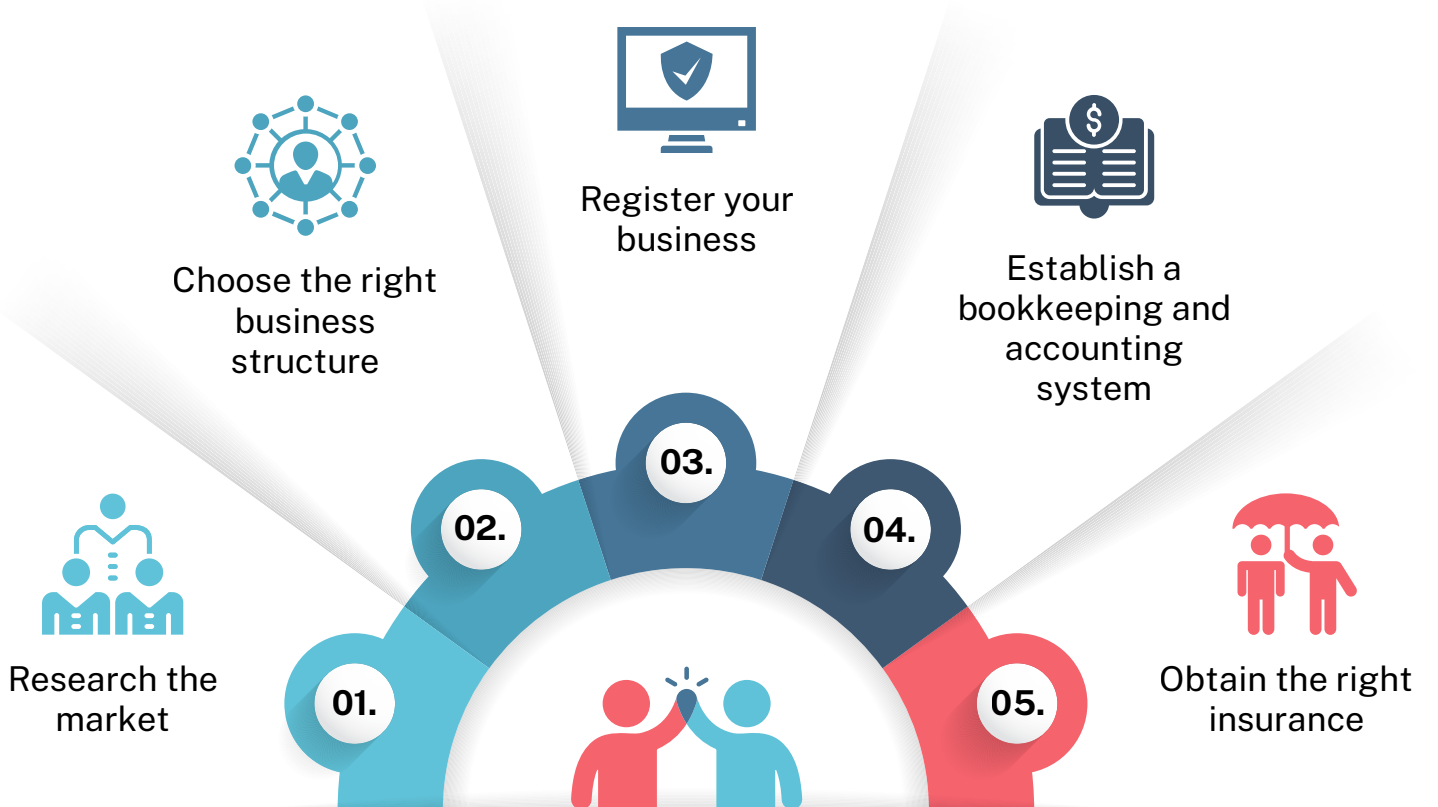 01.
Research the
market
02.
Choose the right
business
structure
03.
Register your
business
04.
$
Establish a
bookkeeping and
accounting
system
05.
Obtain the right
insurance